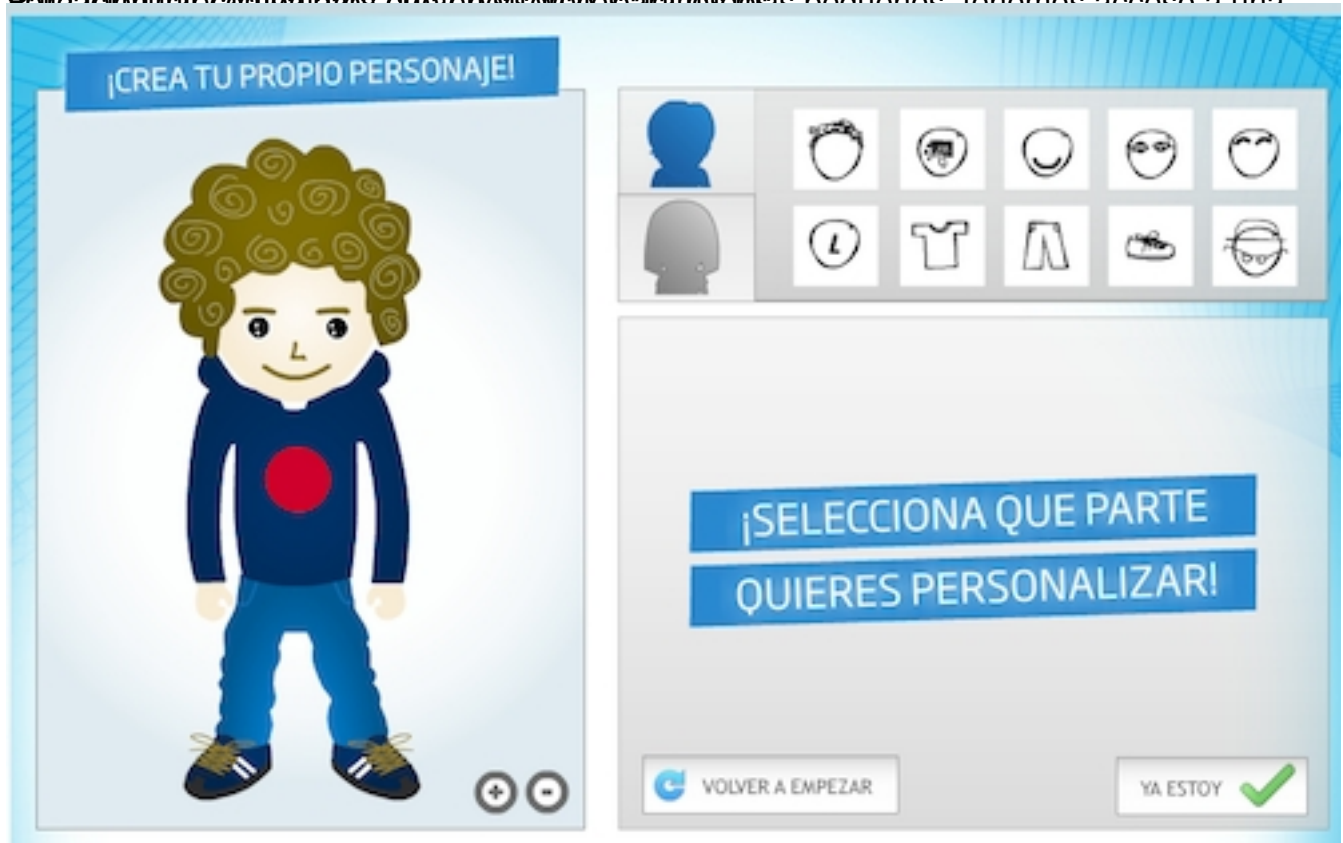 ¡CREA TU PROPIO PERSONAJE!
L
¡SELECCIONA QUE PARTE
QUIERES PERSONALIZAR!
VOLVER A EMPEZAR
YA ESTOY